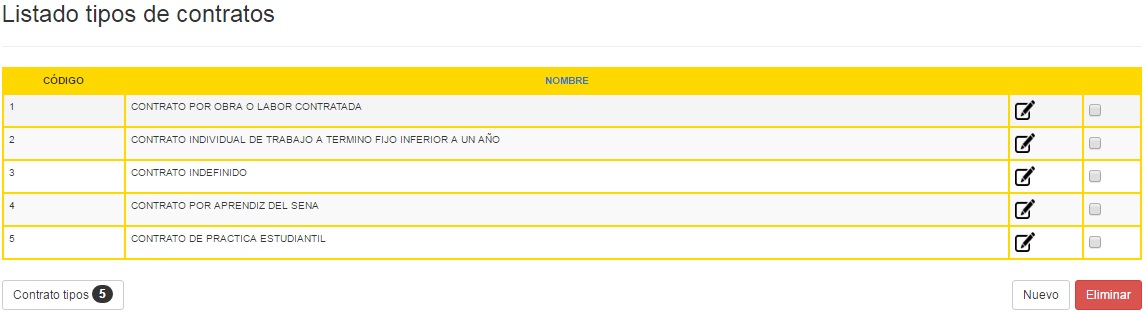 Listado tipos de contratos
CÓDIGO NOMBRE
1 CONTRATO POR OBRA O LABOR CONTRATADA
2 CONTRATO INDIVIDUAL DE TRABAJO A TERMINO FIJO INFERIOR A UN AÑO
3 CONTRATO INDEFINIDO
4 CONTRATO POR APRENDIZ DEL SENA
5 CONTRATO DE PRACTICA ESTUDIANTIL
Contrato tipos 5 Nuevo Eliminar